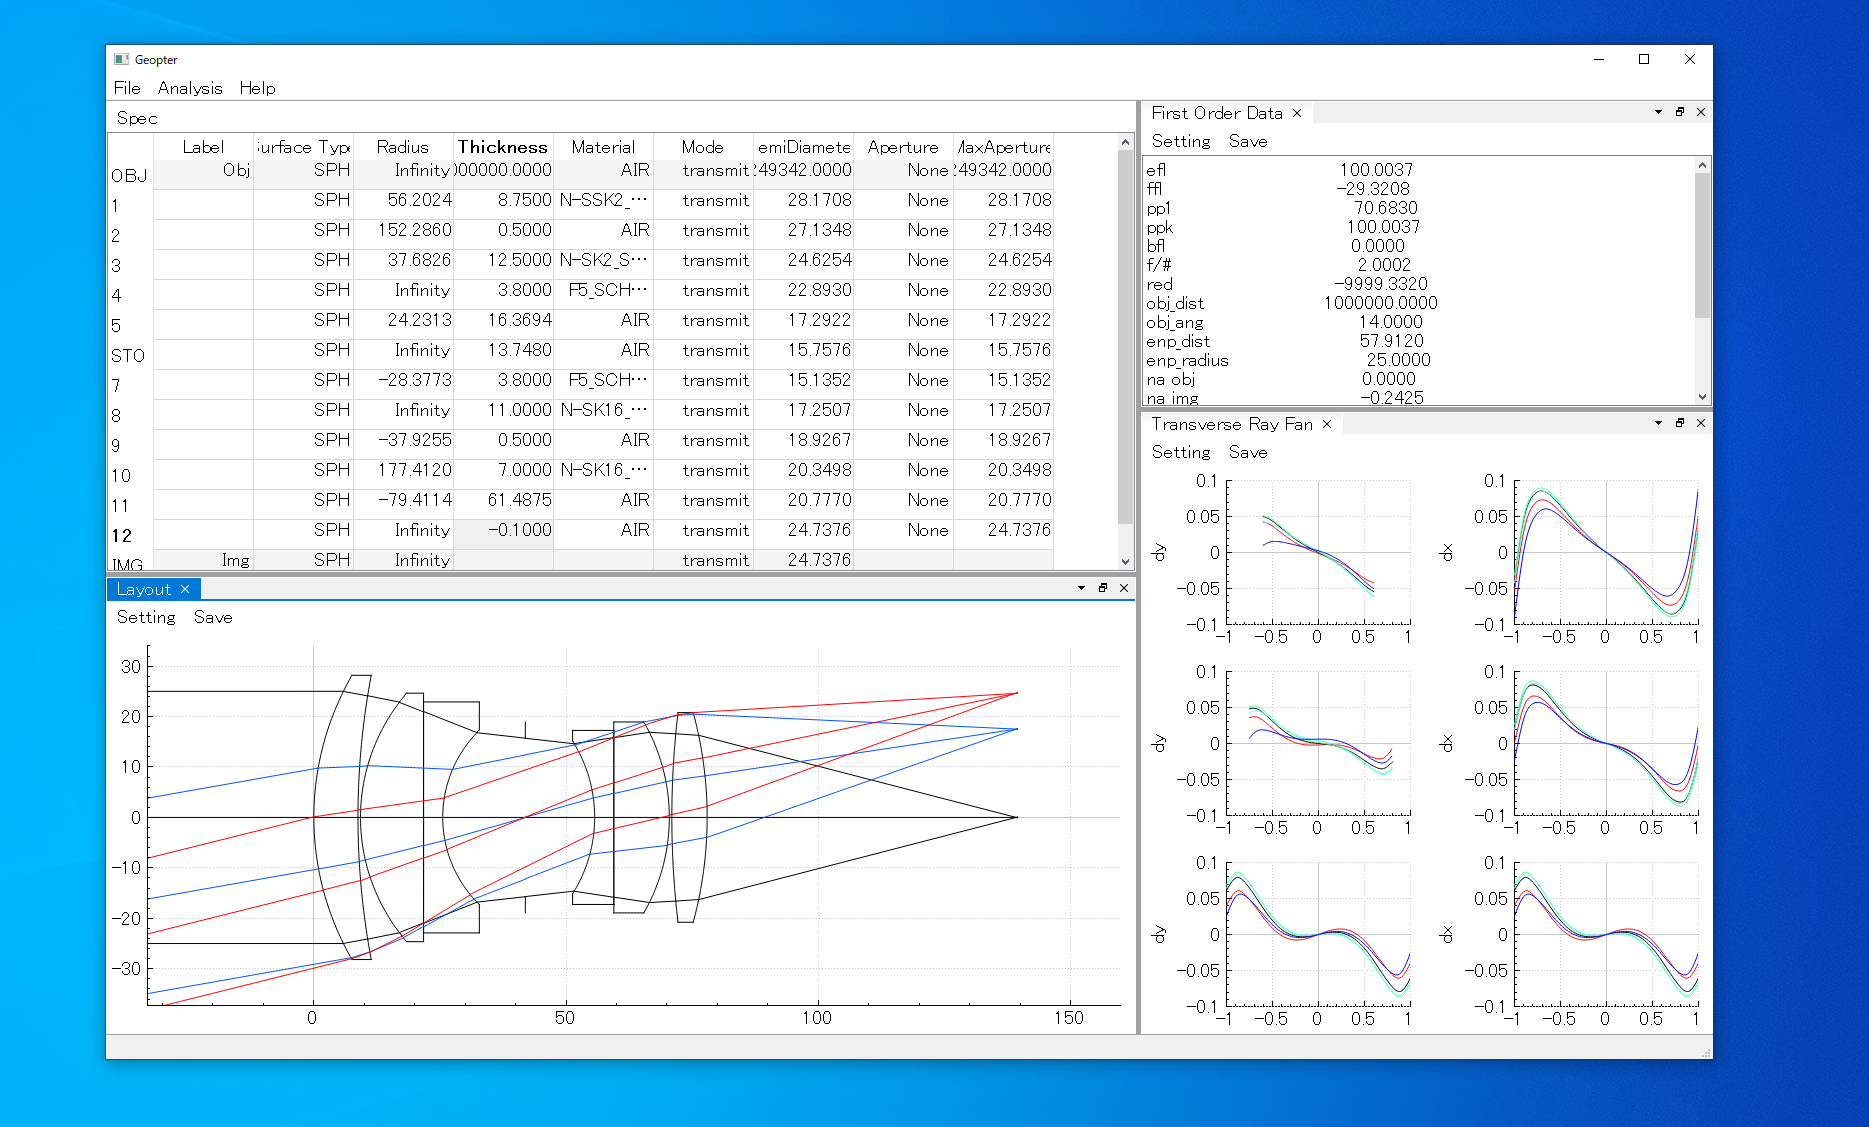 Geopter
File Analysis Help
Spec
Label urface Typ Radius Thickness Material Mode emiDiamete Aperture MaxAperture
OBJ Obj SPH Infinity 000000.0000 AIR transmit 249342.0000 None 249342.0000
1 SPH 56.2024 8.7500 N-SSK2_… transmit 28.1708 None 28.1708
2 SPH 152.2860 0.5000 AIR transmit 27.1348 None 27.1348
3 SPH 37.6826 12.5000 N-SK2_S… transmit 24.6254 None 24.6254
4 SPH Infinity 3.8000 F5_SCH… transmit 22.8930 None 22.8930
5 SPH 24.2313 16.3694 AIR transmit 17.2922 None 17.2922
STO SPH Infinity 13.7480 AIR transmit 15.7576 None 15.7576
7 SPH -28.3773 3.8000 F5_SCH… transmit 15.1352 None 15.1352
8 SPH Infinity 11.0000 N-SK16_… transmit 17.2507 None 17.2507
9 SPH -37.9255 0.5000 AIR transmit 18.9267 None 18.9267
10 SPH 177.4120 7.0000 N-SK16_… transmit 20.3498 None 20.3498
11 SPH -79.4114 61.4875 AIR transmit 20.7770 None 20.7770
12 SPH Infinity -0.1000 AIR transmit 24.7376 None 24.7376
IMG Img SPH Infinity transmit 24.7376
Layout
Setting Save
30
20
10
0
-10
-20
-30
0 50 100 150
First Order Data
Setting Save
efl 100.0037
ffl -29.3208
pp1 70.6830
ppk 100.0037
bfl 0.0000
f/# 2.0002
red -9999.3320
obj_dist 1000000.0000
obj_ang 14.0000
enp_dist 57.9120
enp_radius 25.0000
na obj 0.0000
na img -0.2425
Transverse Ray Fan
Setting Save
0.1 0.1
0.05 0.05
dy 0 dx 0
-0.05 -0.05
-0.1 -0.1
-1 -0.5 0 0.5 1 -1 -0.5 0 0.5 1
0.1 0.1
0.05 0.05
dy 0 dx 0
-0.05 -0.05
-0.1 -0.1
-1 -0.5 0 0.5 1 -1 -0.5 0 0.5 1
0.1 0.1
0.05 0.05
dy 0 dx 0
-0.05 -0.05
-0.1 -0.1
-1 -0.5 0 0.5 1 -1 -0.5 0 0.5 1